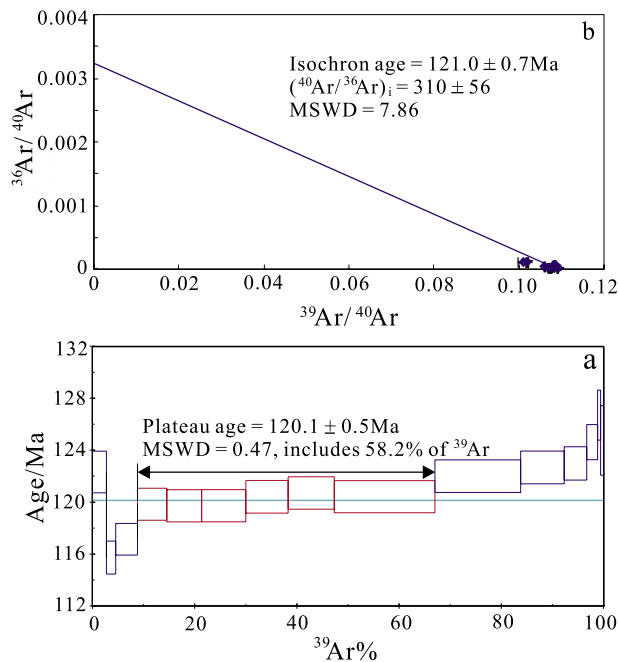 b
Isochron age = 121.0 ± 0.7Ma
(⁴⁰Ar/³⁶Ar)ᵢ = 310 ± 56
MSWD = 7.86
³⁶Ar/⁴⁰Ar
0.004
0.003
0.002
0.001
0
0 0.02 0.04 0.06 0.08 0.10 0.12
³⁹Ar/⁴⁰Ar
a
Plateau age = 120.1 ± 0.5Ma
MSWD = 0.47, includes 58.2% of ³⁹Ar
Age/Ma
132
128
124
120
116
112
0 20 40 60 80 100
³⁹Ar%